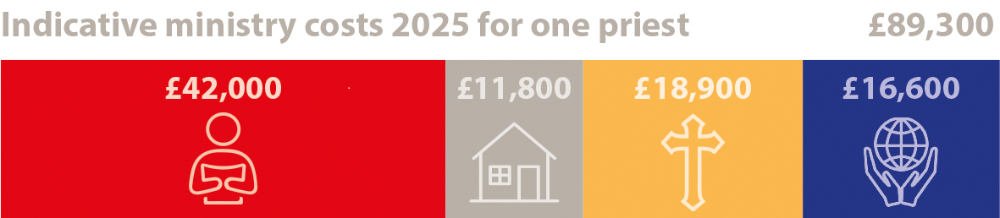 Indicative ministry costs 2025 for one priest £89,300
£42,000 £11,800 £18,900 £16,600